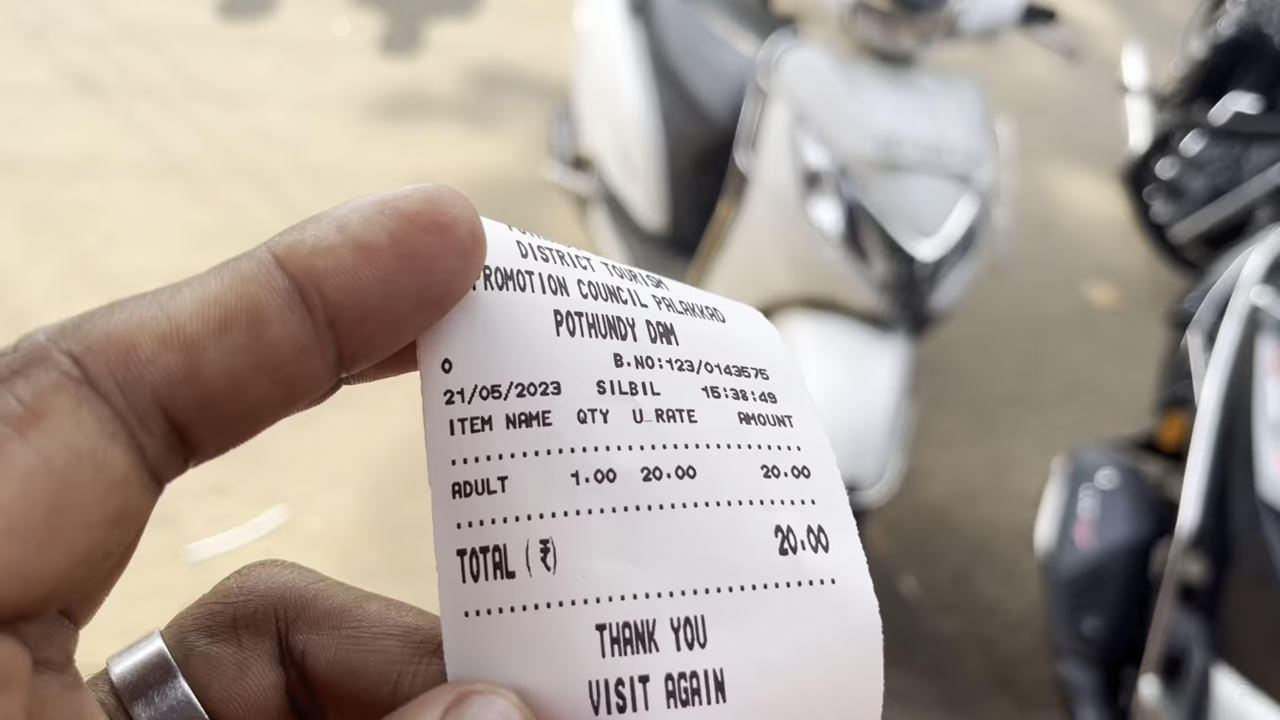 DISTRICT TOURISM
PROMOTION COUNCIL PALAKKAD
POTHUNDY DAM
0 B.NO:123/0143575
21/05/2023 SILBIL 15:38:49
ITEM NAME QTY U_RATE AMOUNT
ADULT 1.00 20.00 20.00
TOTAL (₹) 20.00
THANK YOU
VISIT AGAIN